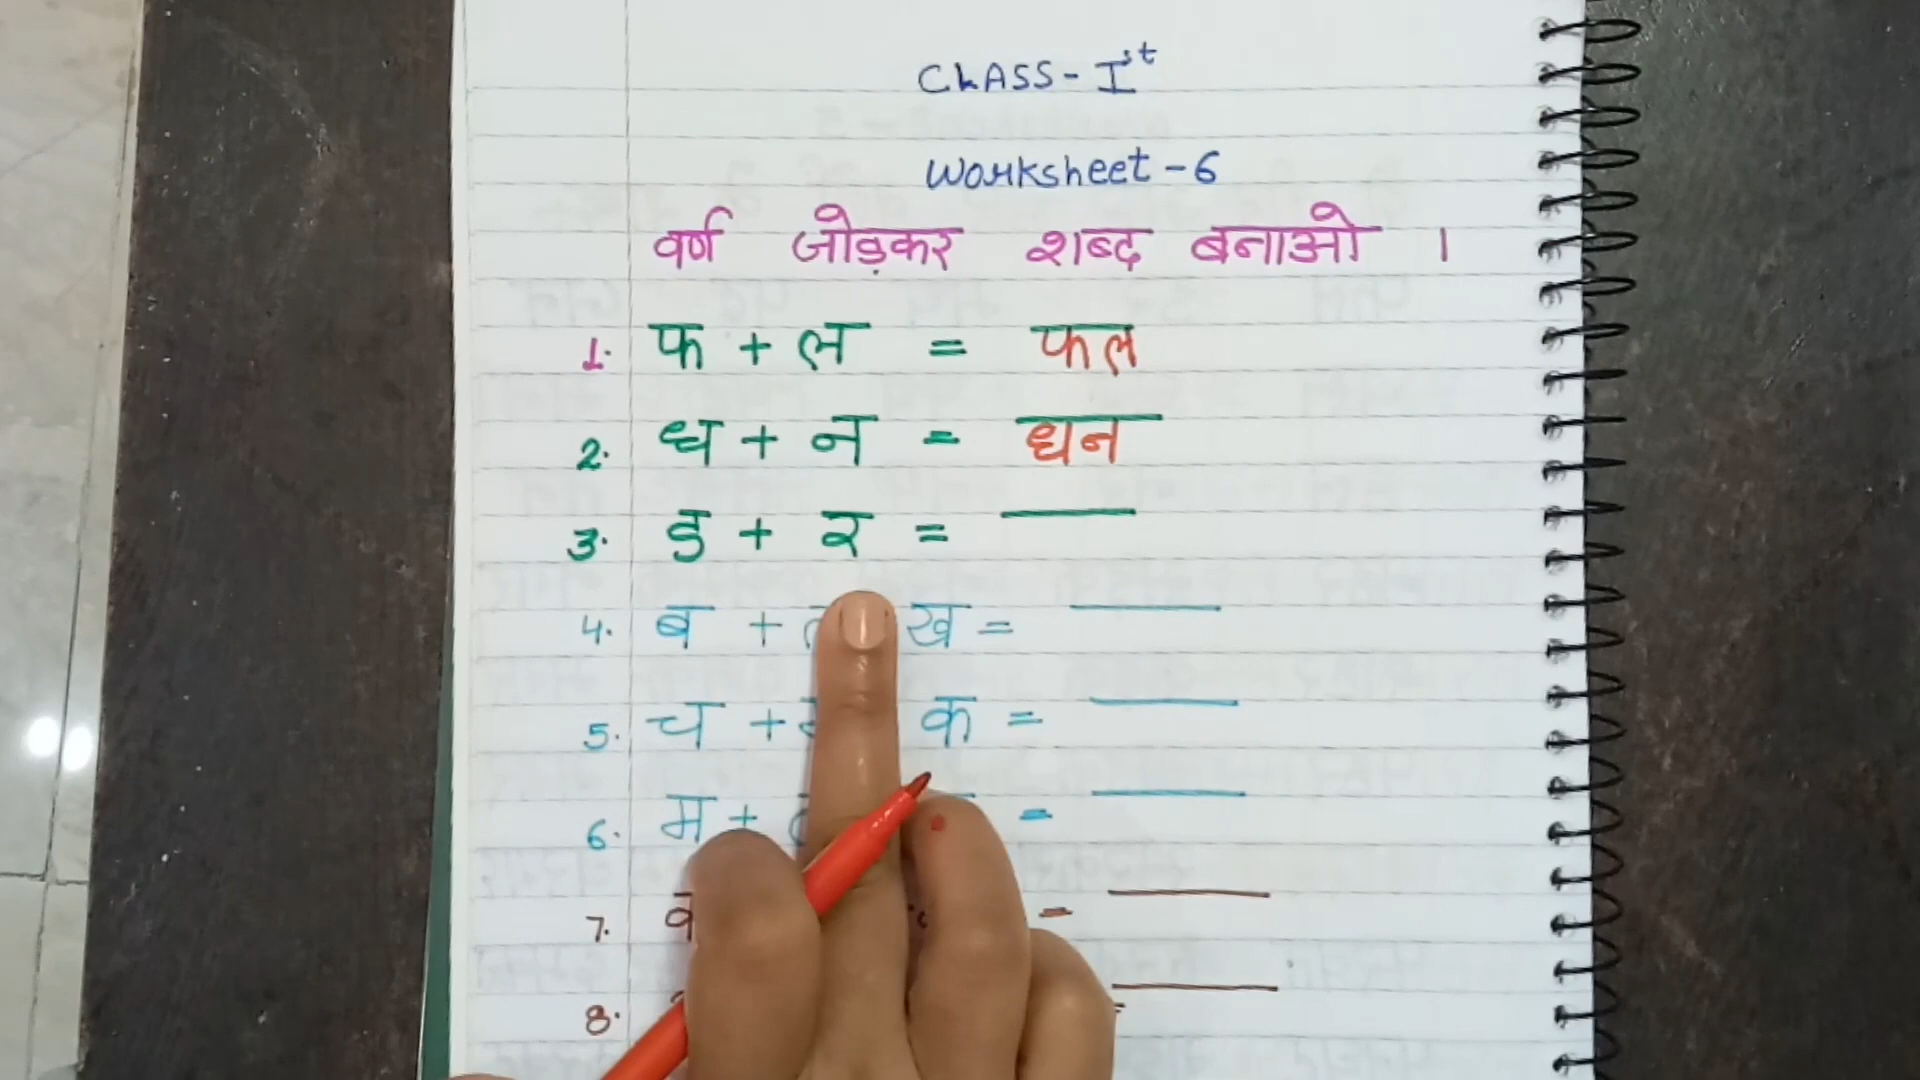 CLASS - Ist
Worksheet - 6
वर्ण जोड़कर शब्द बनाओ ।
1. फ + ल = फल
2. ध + न = धन
3. ड + र =
4. ब + ख =
5. च + क =
6. म + =
7. =
8. =